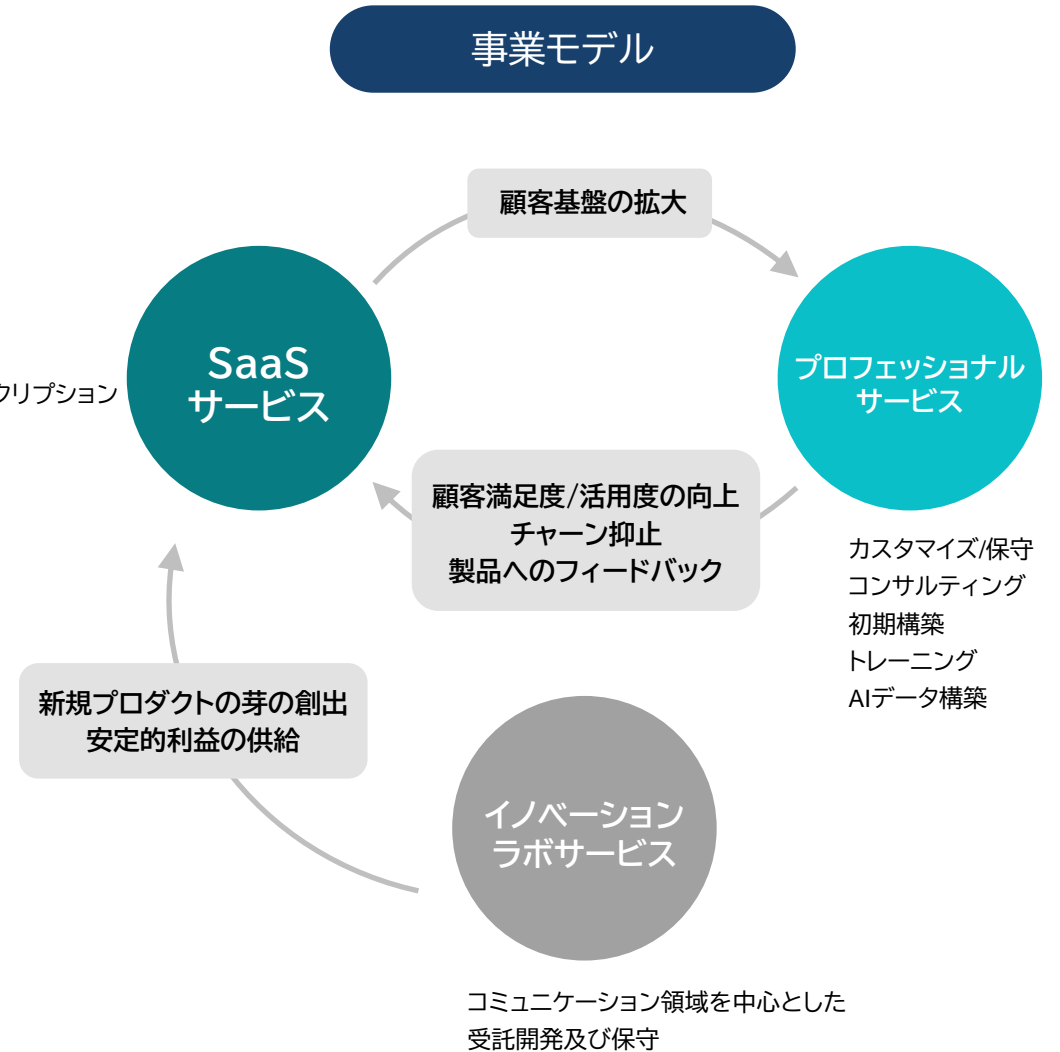 事業モデル
顧客基盤の拡大
SaaS
サービス
プロフェッショナル
サービス
クリプション
顧客満足度/活用度の向上
チャーン抑止
製品へのフィードバック
カスタマイズ/保守
コンサルティング
初期構築
トレーニング
AIデータ構築
新規プロダクトの芽の創出
安定的利益の供給
イノベーション
ラボサービス
コミュニケーション領域を中心とした
受託開発及び保守